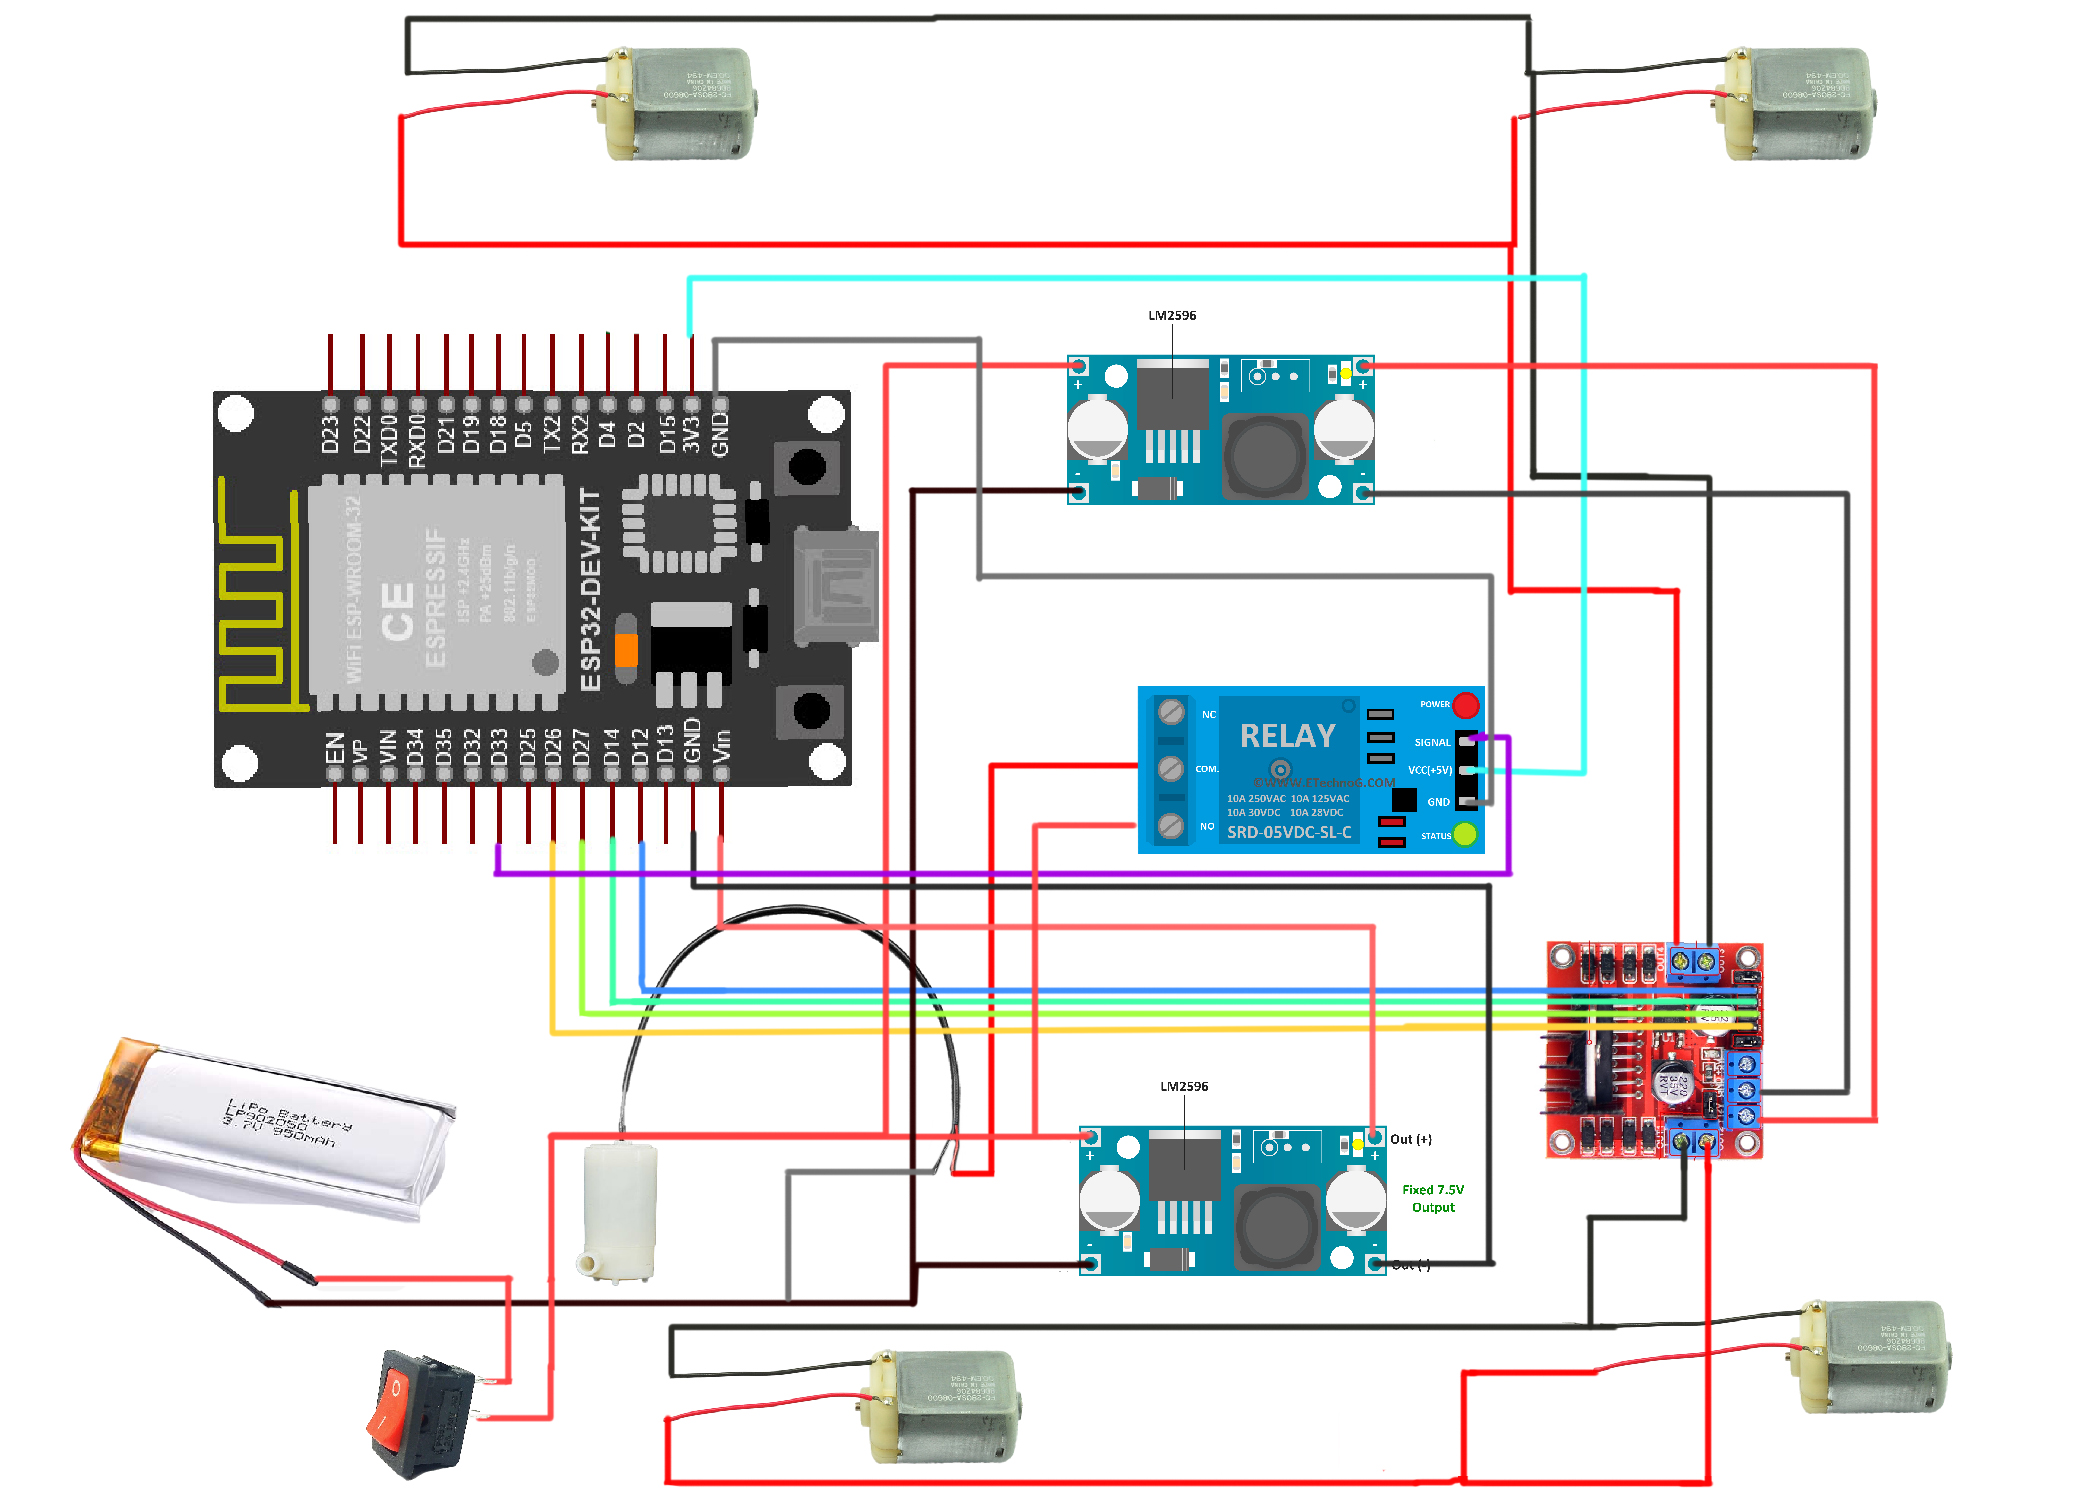 LM2596
D23
D22
TXD0
RXD0
D21
D19
D18
D5
TX2
RX2
D4
D2
D15
3V3
GND
WiFi ESP-WROOM-32
CE
ESPRESSIF
ISP +2.4GHz
PA +25dBm
802.11b/g/n
ESP32-DEV-KIT
EN
VP
VIN
D34
D35
D32
D33
D25
D26
D27
D14
D12
D13
GND
Vin
+
+
-
-
NC
COM.
NO
RELAY
©WWW.ETechnoG.COM
10A 250VAC 10A 125VAC
10A 30VDC 10A 28VDC
SRD-05VDC-SL-C
POWER
SIGNAL
VCC(+5V)
GND
STATUS
LiPo Battery
LP902050
3.7V 950mAh
LM2596
+
+
-
-
Out (+)
Fixed 7.5V
Output
Out (-)
220
35V
RVT